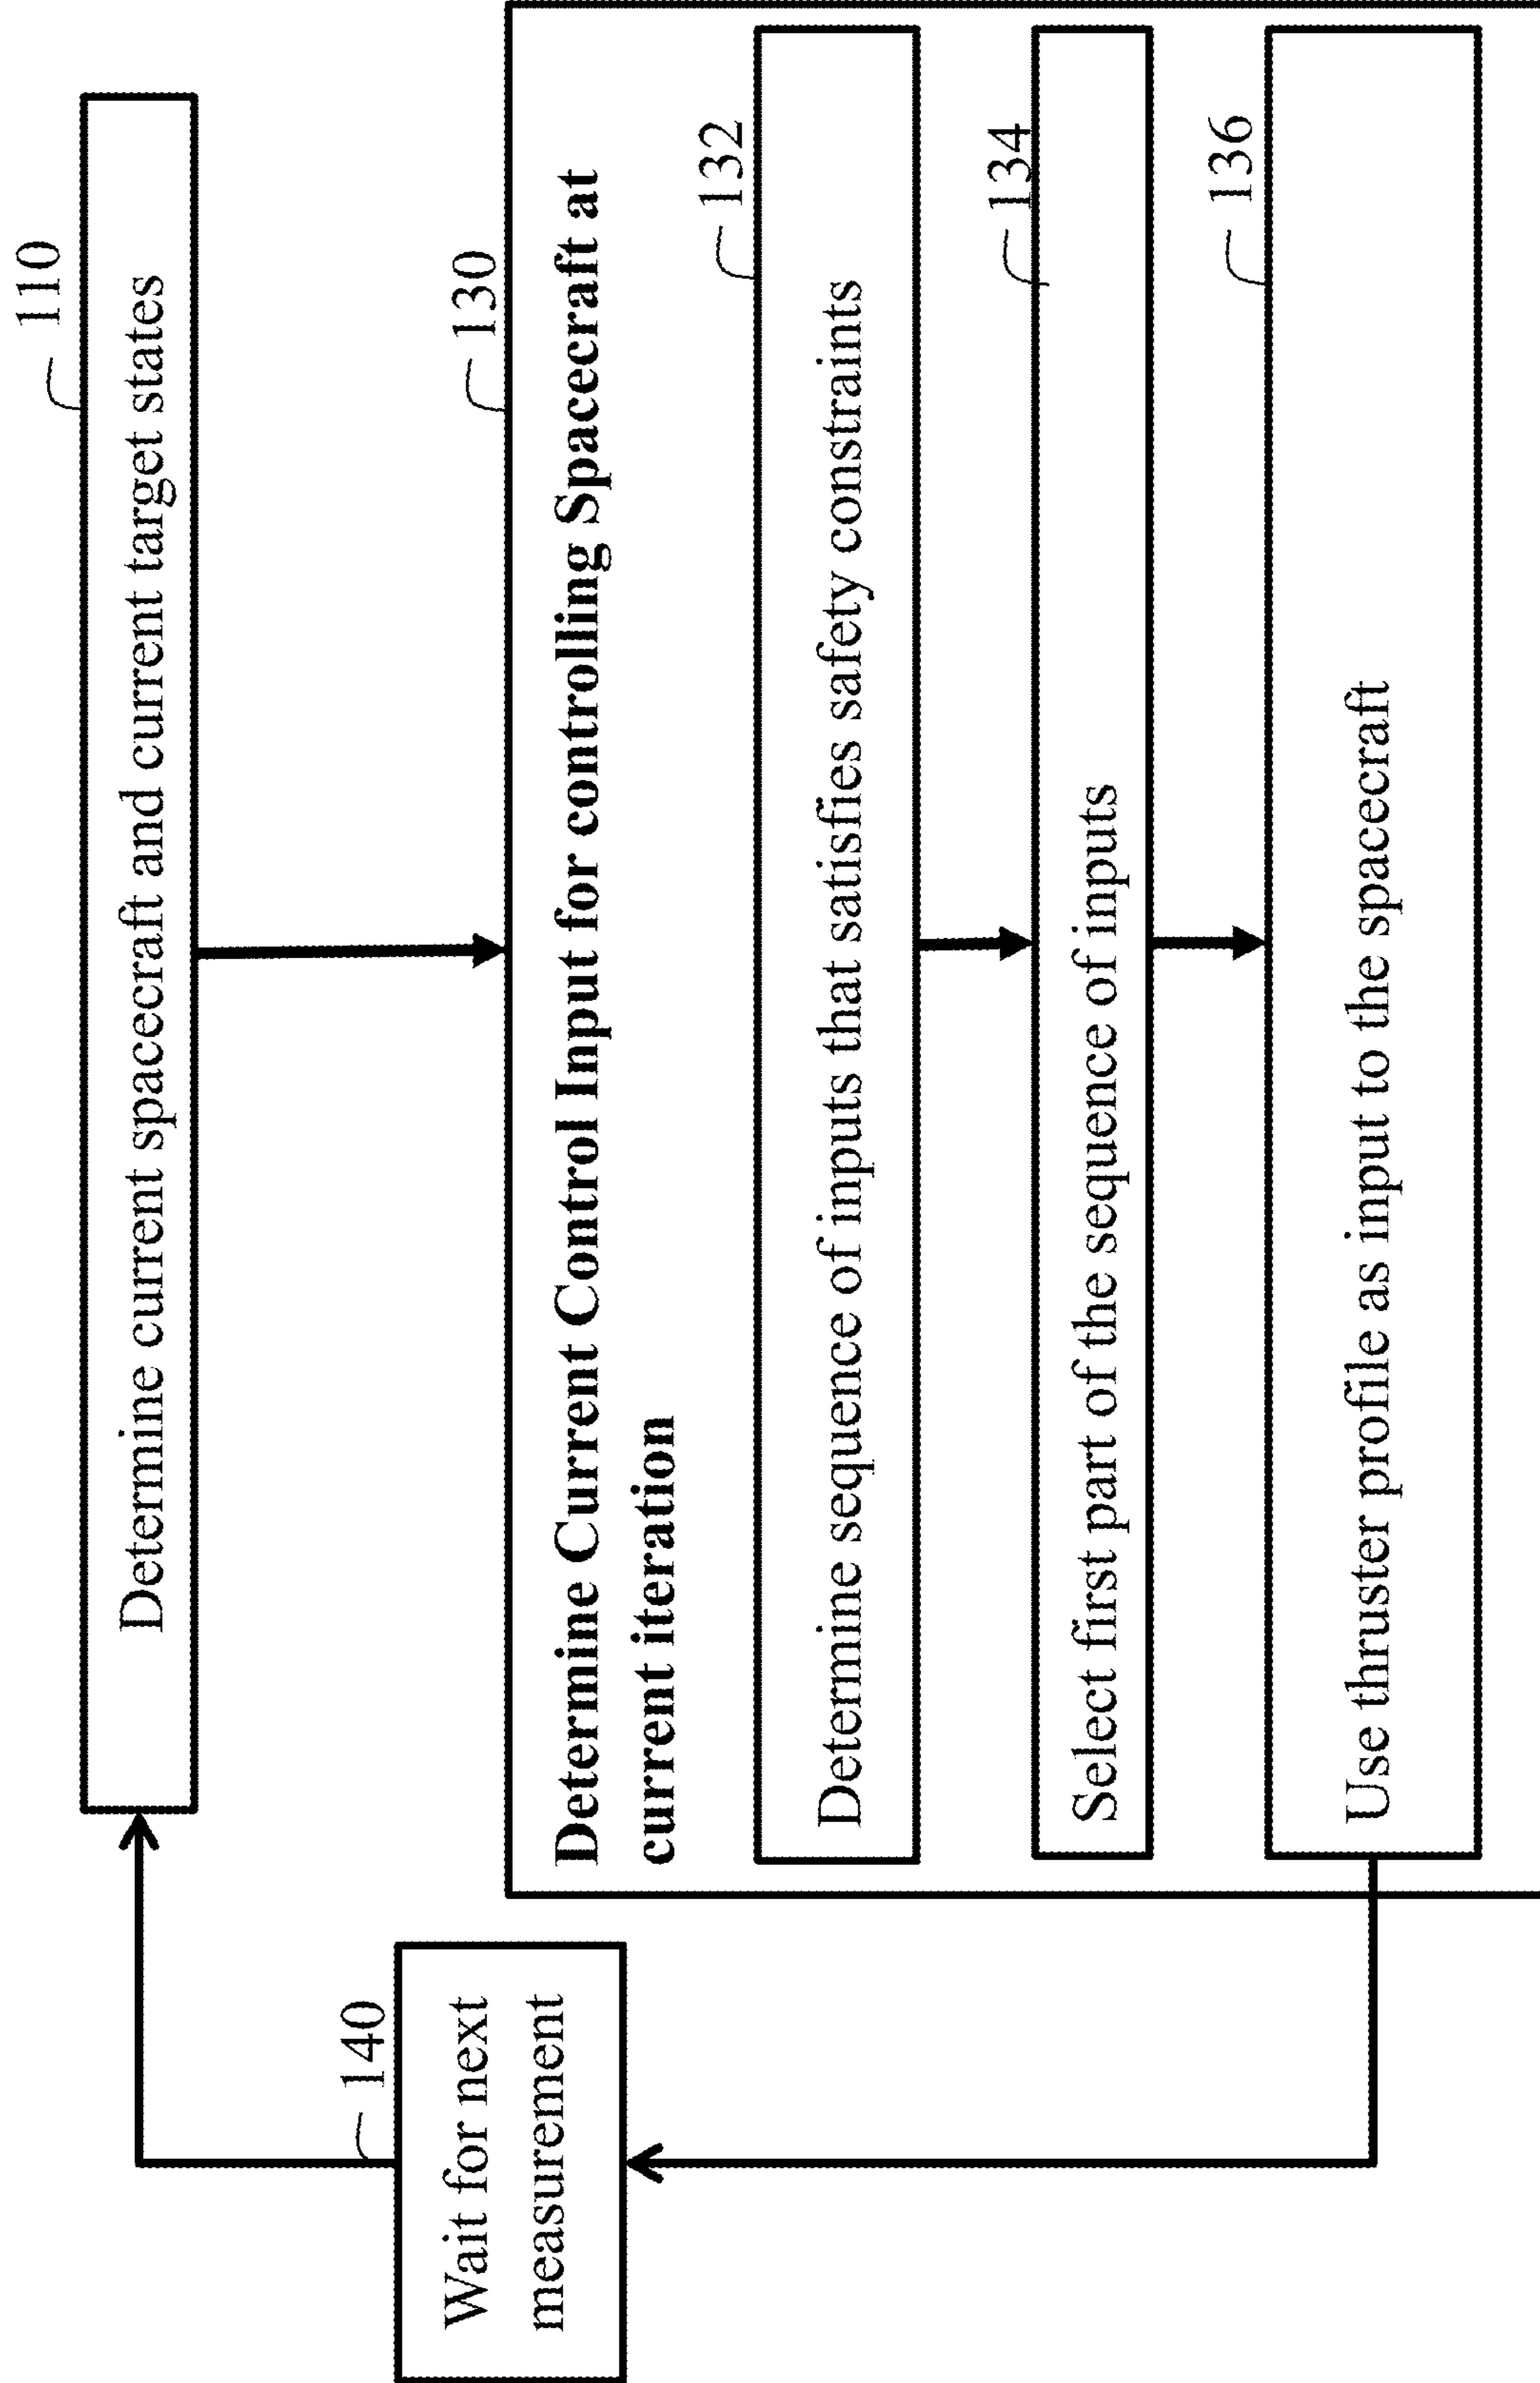 110
Determine current spacecraft and current target states
130
Determine Current Control Input for controlling Spacecraft at
current iteration
132
Determine sequence of inputs that satisfies safety constraints
134
Select first part of the sequence of inputs
136
Use thruster profile as input to the spacecraft
140
Wait for next
measurement